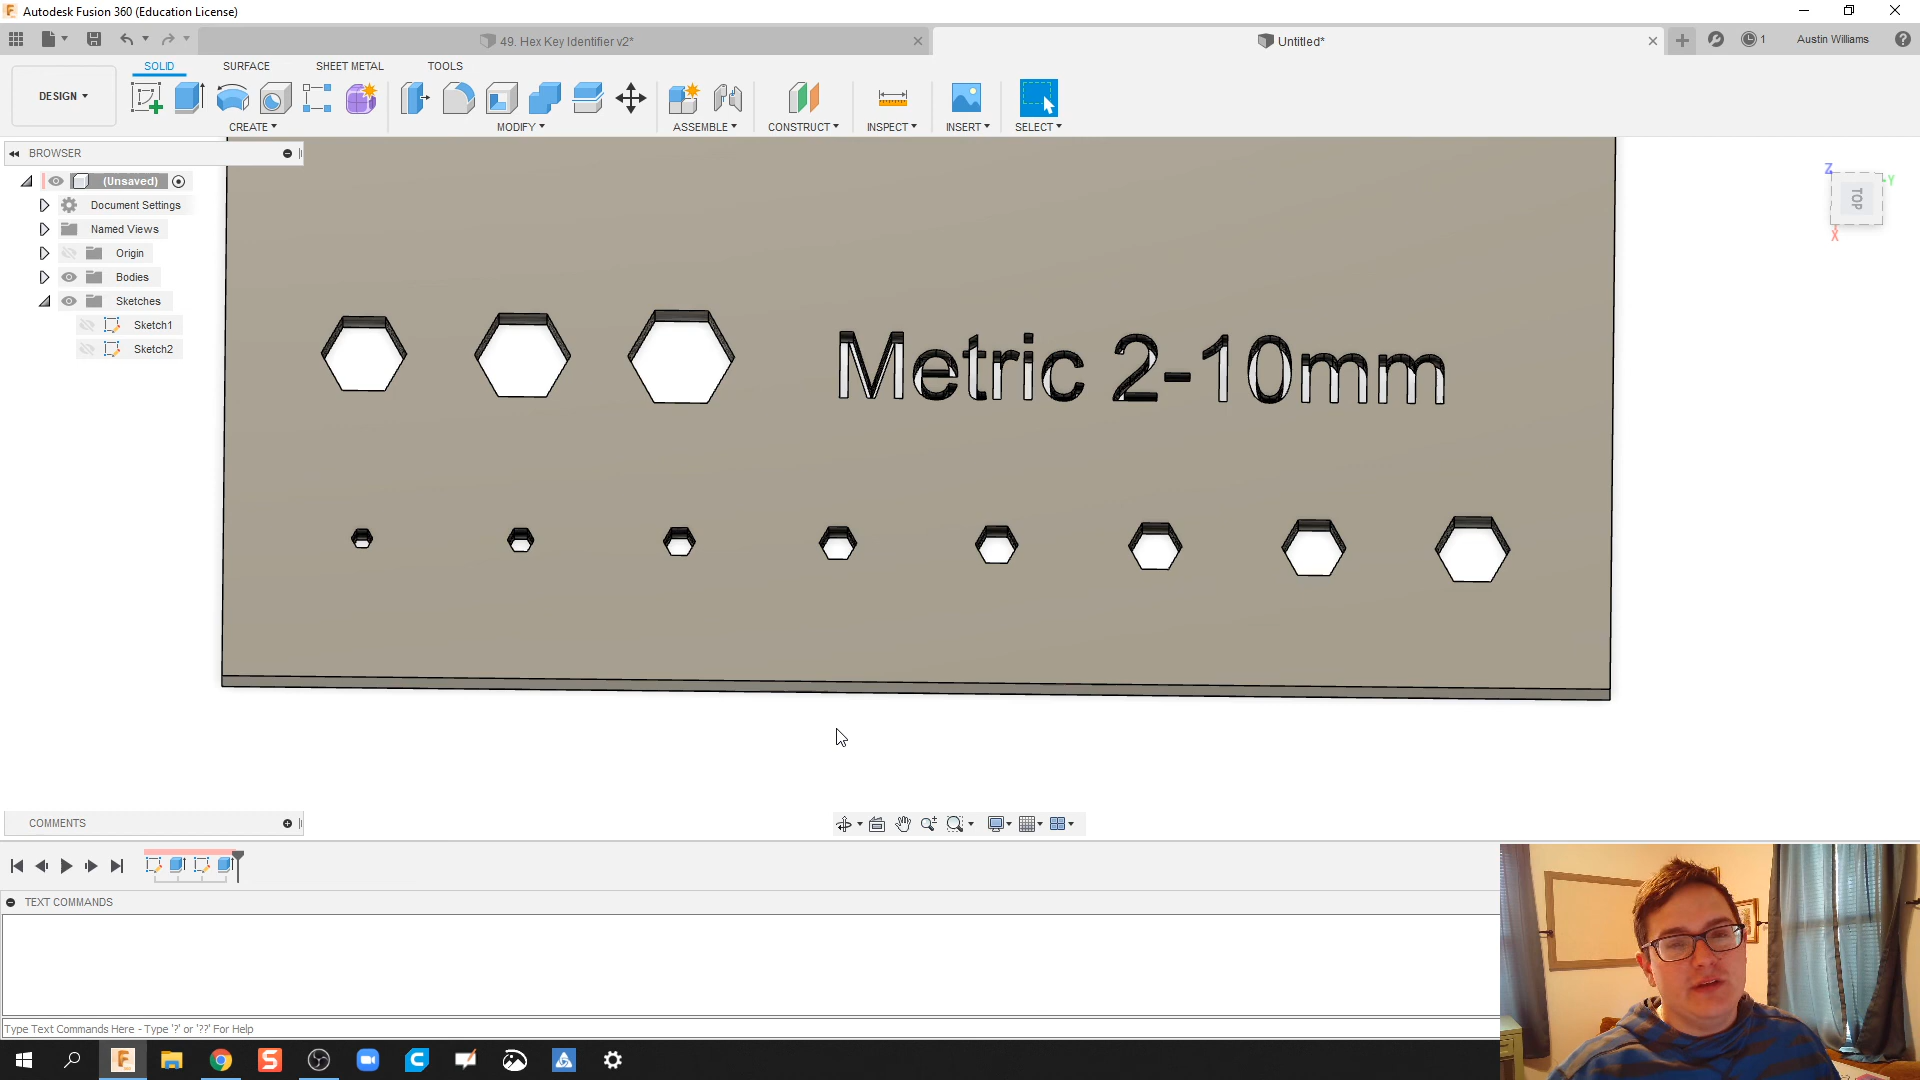 Autodesk Fusion 360 (Education License)
49. Hex Key Identifier v2*
Untitled*
1
Austin Williams
DESIGN
SOLID
SURFACE
SHEET METAL
TOOLS
CREATE
MODIFY
ASSEMBLE
CONSTRUCT
INSPECT
INSERT
SELECT
BROWSER
(Unsaved)
Document Settings
Named Views
Origin
Bodies
Sketches
Sketch1
Sketch2
Z
Y
TOP
X
Metric 2-10mm
COMMENTS
TEXT COMMANDS
Type Text Commands Here - Type '?' or '??' For Help